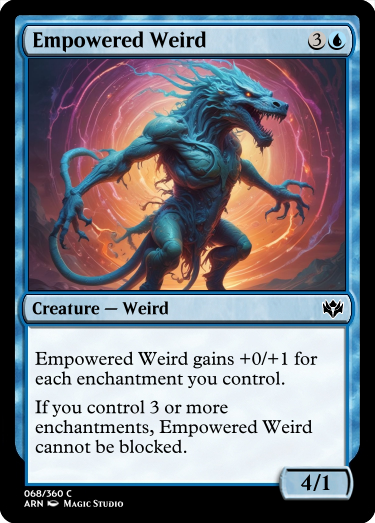 Empowered Weird 3
Creature — Weird
Empowered Weird gains +0/+1 for
each enchantment you control.
If you control 3 or more
enchantments, Empowered Weird
cannot be blocked.
4/1
068/360 C
ARN Magic Studio